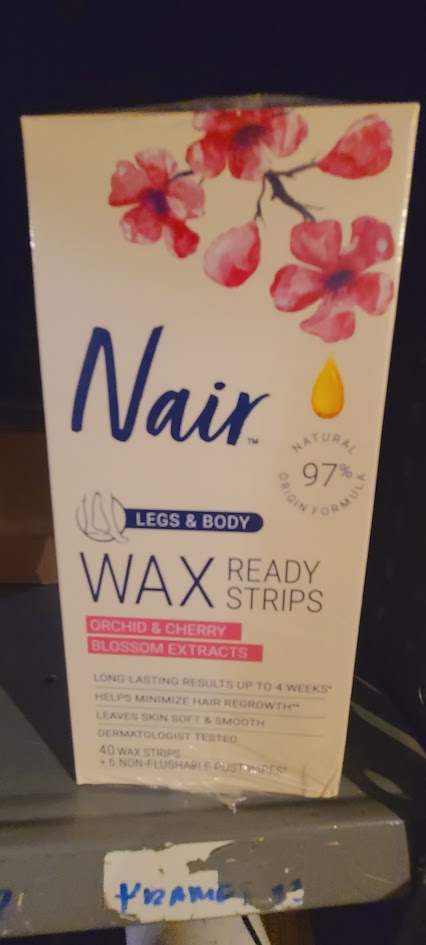 Nair™
NATURAL
97%
ORIGIN FORMULA
LEGS & BODY
WAX READY
STRIPS
ORCHID & CHERRY
BLOSSOM EXTRACTS
LONG-LASTING RESULTS UP TO 4 WEEKS*
HELPS MINIMIZE HAIR REGROWTH**
LEAVES SKIN SOFT & SMOOTH
DERMATOLOGIST TESTED
40 WAX STRIPS
+ 6 NON-FLUSHABLE POST WIPES!